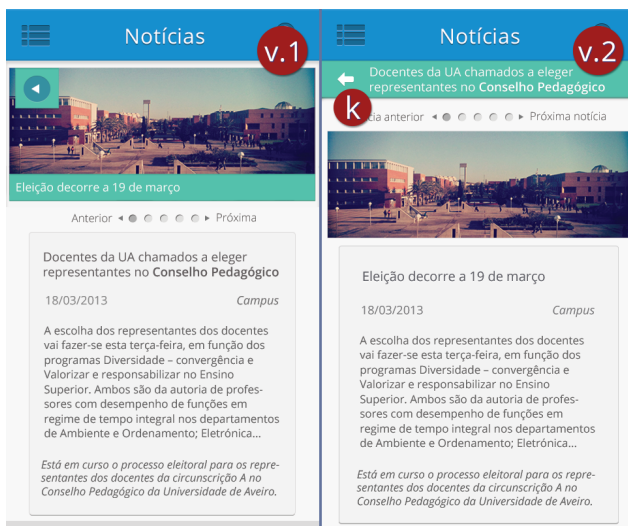 Notícias
v.1
Eleição decorre a 19 de março
Anterior Próxima
Docentes da UA chamados a eleger
representantes no Conselho Pedagógico
18/03/2013 Campus
A escolha dos representantes dos docentes
vai fazer-se esta terça-feira, em função dos
programas Diversidade – convergência e
Valorizar e responsabilizar no Ensino
Superior. Ambos são da autoria de profes-
sores com desempenho de funções em
regime de tempo integral nos departamentos
de Ambiente e Ordenamento; Eletrónica...
Está em curso o processo eleitoral para os repre-
sentantes dos docentes da circunscrição A no
Conselho Pedagógico da Universidade de Aveiro.
Notícias
v.2
Docentes da UA chamados a eleger
representantes no Conselho Pedagógico
k
anterior Próxima notícia
Eleição decorre a 19 de março
18/03/2013 Campus
A escolha dos representantes dos docentes
vai fazer-se esta terça-feira, em função dos
programas Diversidade – convergência e
Valorizar e responsabilizar no Ensino
Superior. Ambos são da autoria de profes-
sores com desempenho de funções em
regime de tempo integral nos departamentos
de Ambiente e Ordenamento; Eletrónica...
Está em curso o processo eleitoral para os repre-
sentantes dos docentes da circunscrição A no
Conselho Pedagógico da Universidade de Aveiro.